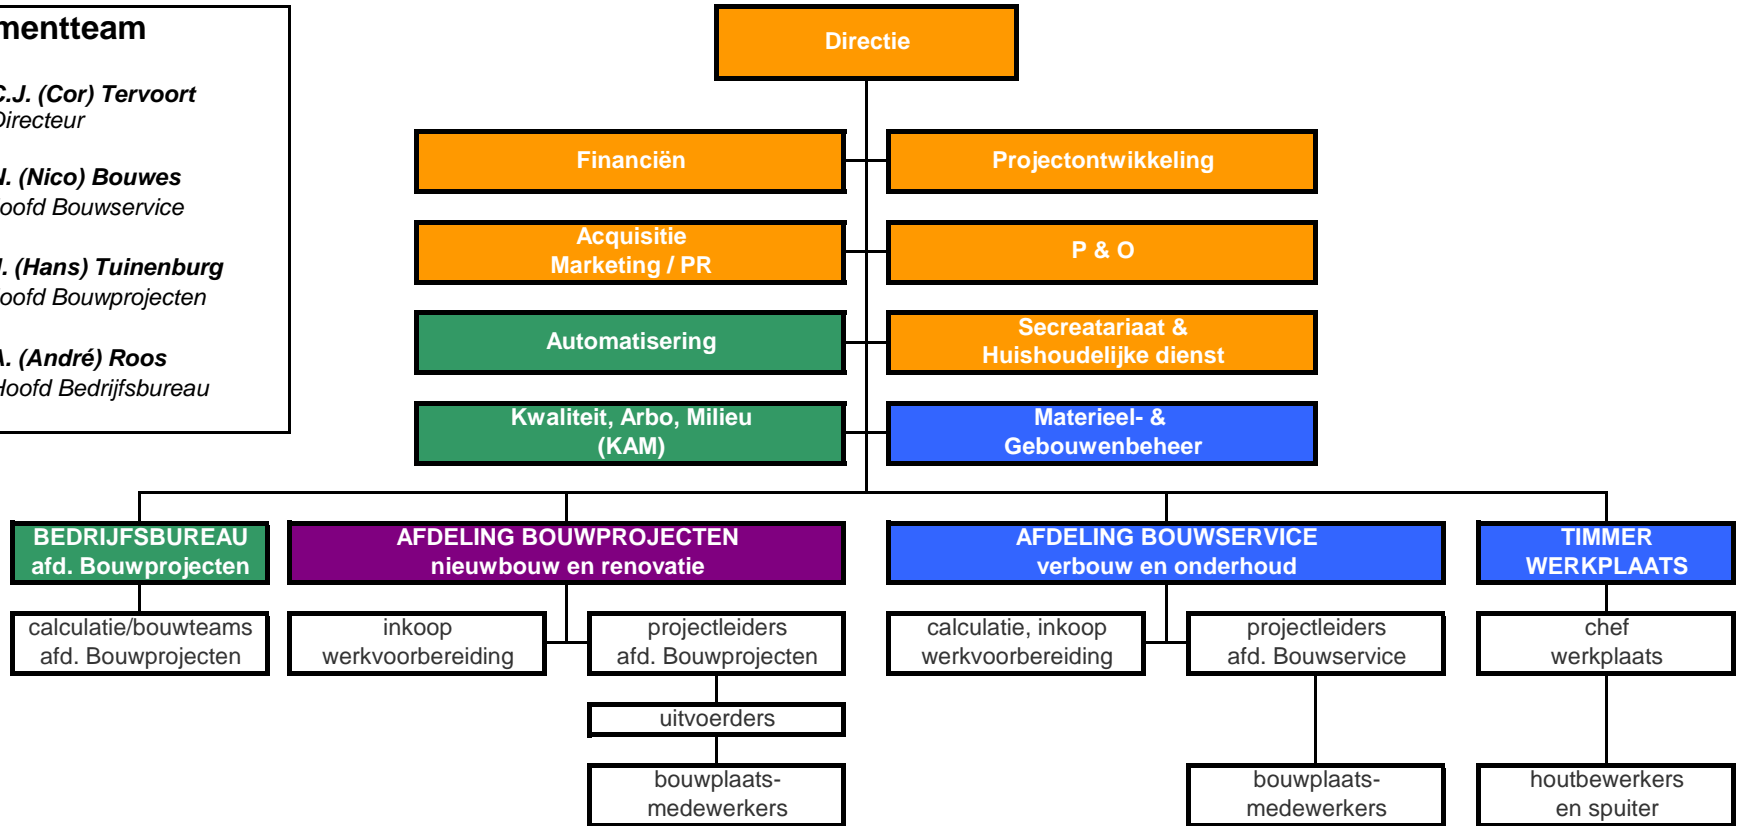 mentteam
C.J. (Cor) Tervoort
Directeur
N. (Nico) Bouwes
oofd Bouwservice
(Hans) Tuinenburg
oofd Bouwprojecten
A. (André) Roos
Hoofd Bedrijfsbureau
Directie
Financiën
Projectontwikkeling
Acquisitie
Marketing / PR
P & O
Automatisering
Secreatariaat &
Huishoudelijke dienst
Kwaliteit, Arbo, Milieu
(KAM)
Materieel- &
Gebouwenbeheer
BEDRIJFSBUREAU
afd. Bouwprojecten
AFDELING BOUWPROJECTEN
nieuwbouw en renovatie
AFDELING BOUWSERVICE
verbouw en onderhoud
TIMMER
WERKPLAATS
calculatie/bouwteams
afd. Bouwprojecten
inkoop
werkvoorbereiding
projectleiders
afd. Bouwprojecten
calculatie, inkoop
werkvoorbereiding
projectleiders
afd. Bouwservice
chef
werkplaats
uitvoerders
bouwplaats-
medewerkers
bouwplaats-
medewerkers
houtbewerkers
en spuiter